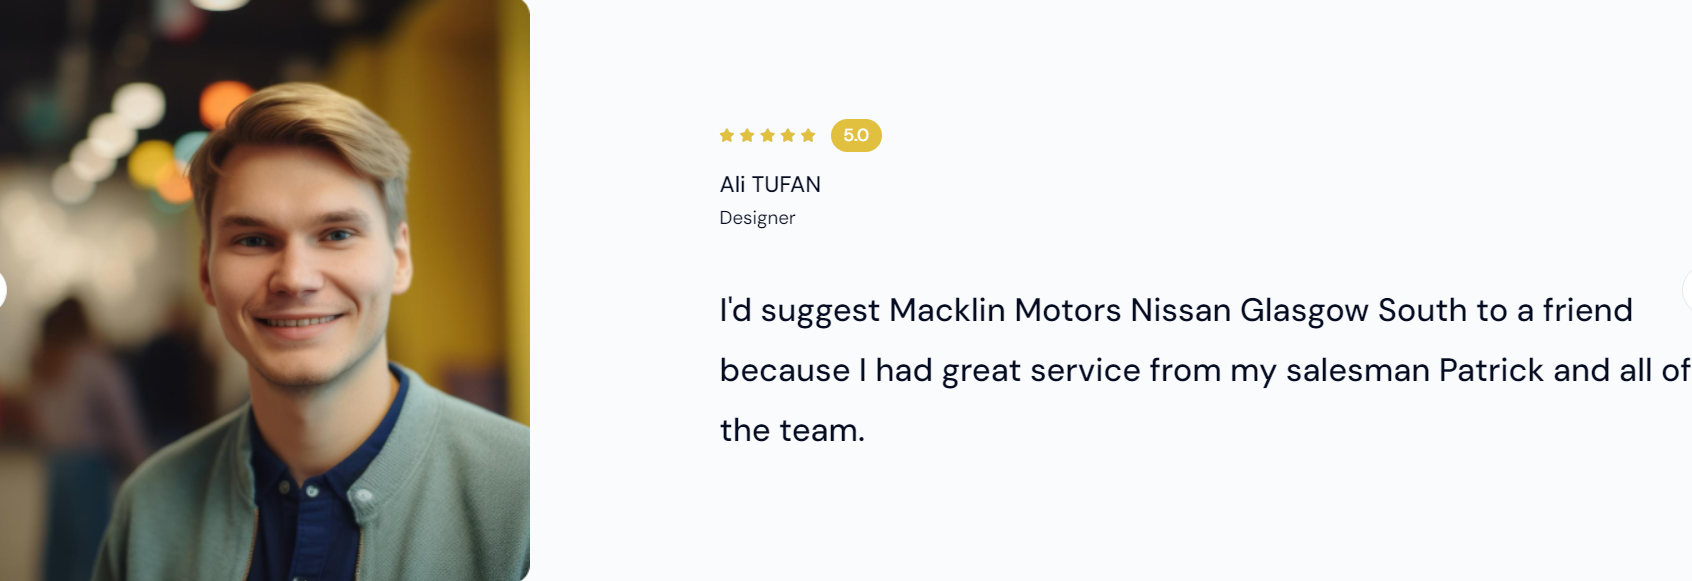 5.0
Ali TUFAN
Designer
I'd suggest Macklin Motors Nissan Glasgow South to a friend
because I had great service from my salesman Patrick and all of
the team.